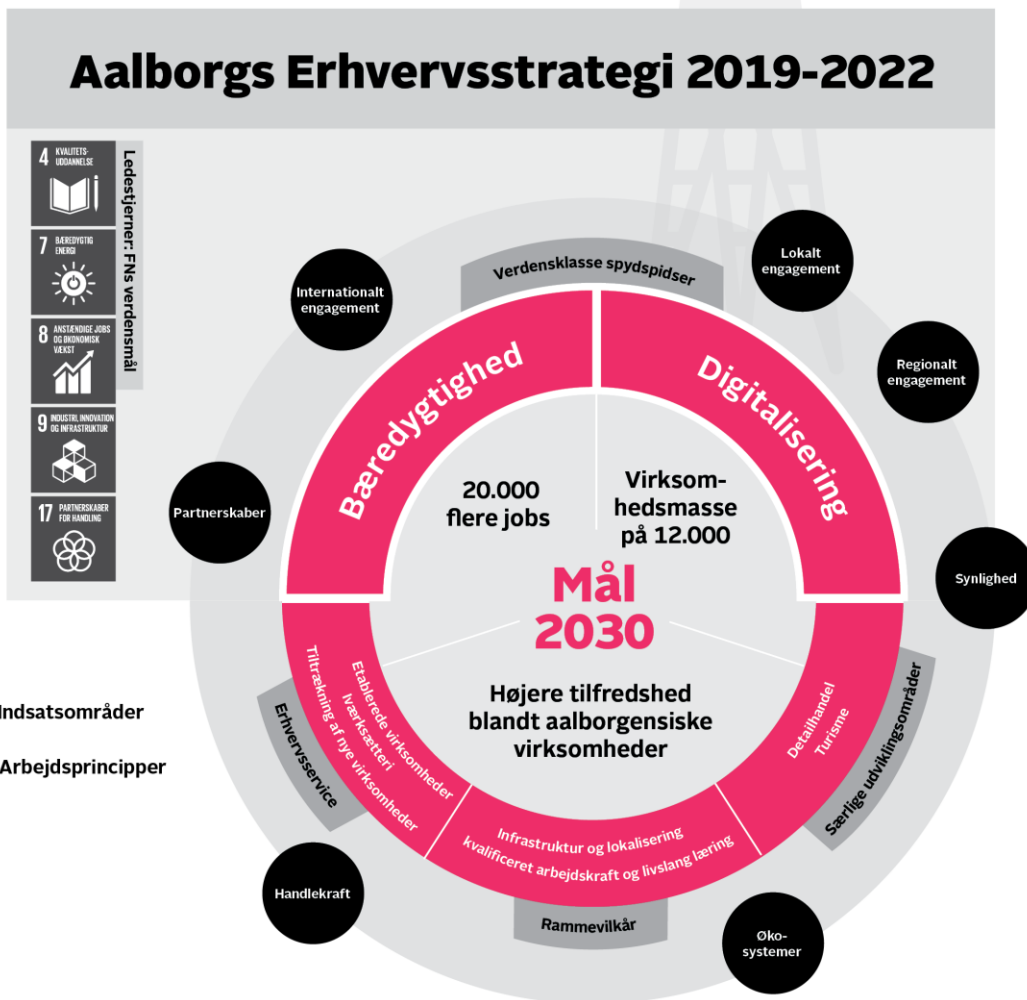 Aalborgs Erhvervsstrategi 2019-2022
4 KVALITETS-
UDDANNELSE
7 BÆREDYGTIG
ENERGI
8 ANSTÆNDIGE JOBS
OG ØKONOMISK
VÆKST
9 INDUSTRI, INNOVATION
OG INFRASTRUKTUR
17 PARTNERSKABER
FOR HANDLING
Ledestjerner: FNs verdensmål
Verdensklasse spydspidser
Internationalt
engagement
Lokalt
engagement
Regionalt
engagement
Partnerskaber
Synlighed
Handlekraft
Øko-
systemer
Bæredygtighed
Digitalisering
20.000
flere jobs
Virksom-
hedsmasse
på 12.000
Mål
2030
Højere tilfredshed
blandt aalborgensiske
virksomheder
Etablerede virksomheder
Iværksætteri
Tiltrækning af nye virksomheder
Erhvervsservice
Infrastruktur og lokalisering
kvalificeret arbejdskraft og livslang læring
Rammevilkår
Detailhandel
Turisme
Særlige udviklingsområder
Indsatsområder
Arbejdsprincipper